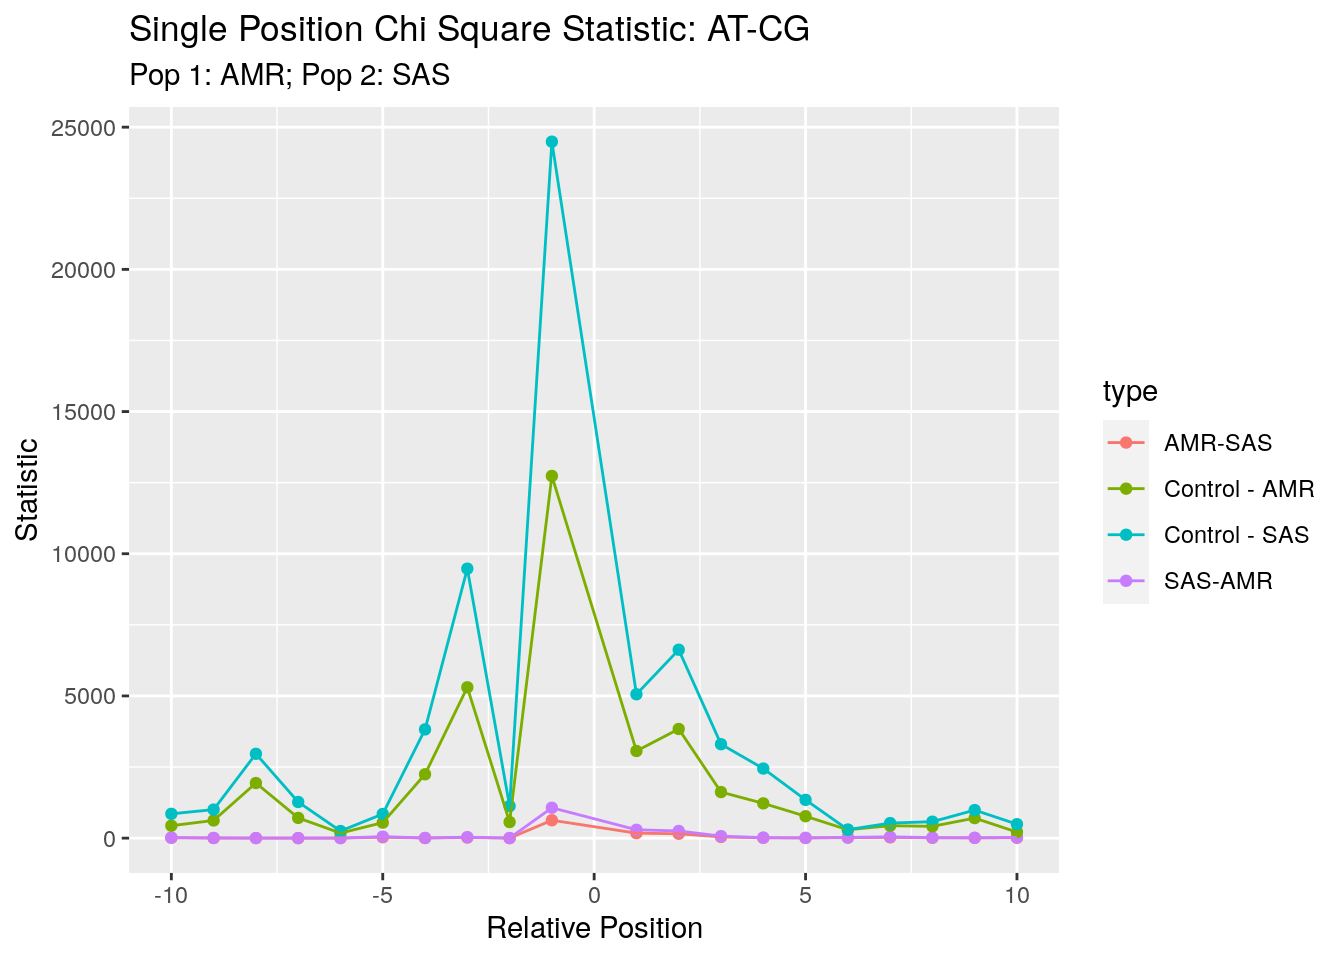 Single Position Chi Square Statistic: AT-CG
Pop 1: AMR; Pop 2: SAS
25000
20000
15000
10000
5000
0
Statistic
-10
-5
0
5
10
Relative Position
type
AMR-SAS
Control - AMR
Control - SAS
SAS-AMR